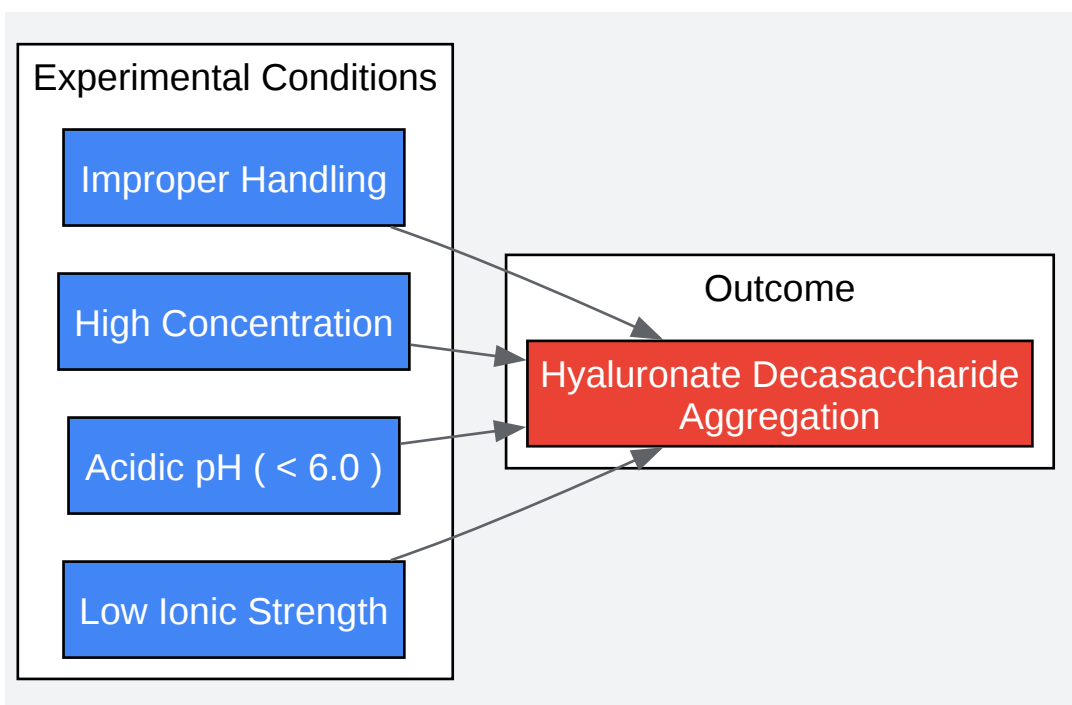 Experimental Conditions
Improper Handling
High Concentration
Acidic pH ( < 6.0 )
Low Ionic Strength
Outcome
Hyaluronate Decasaccharide
Aggregation